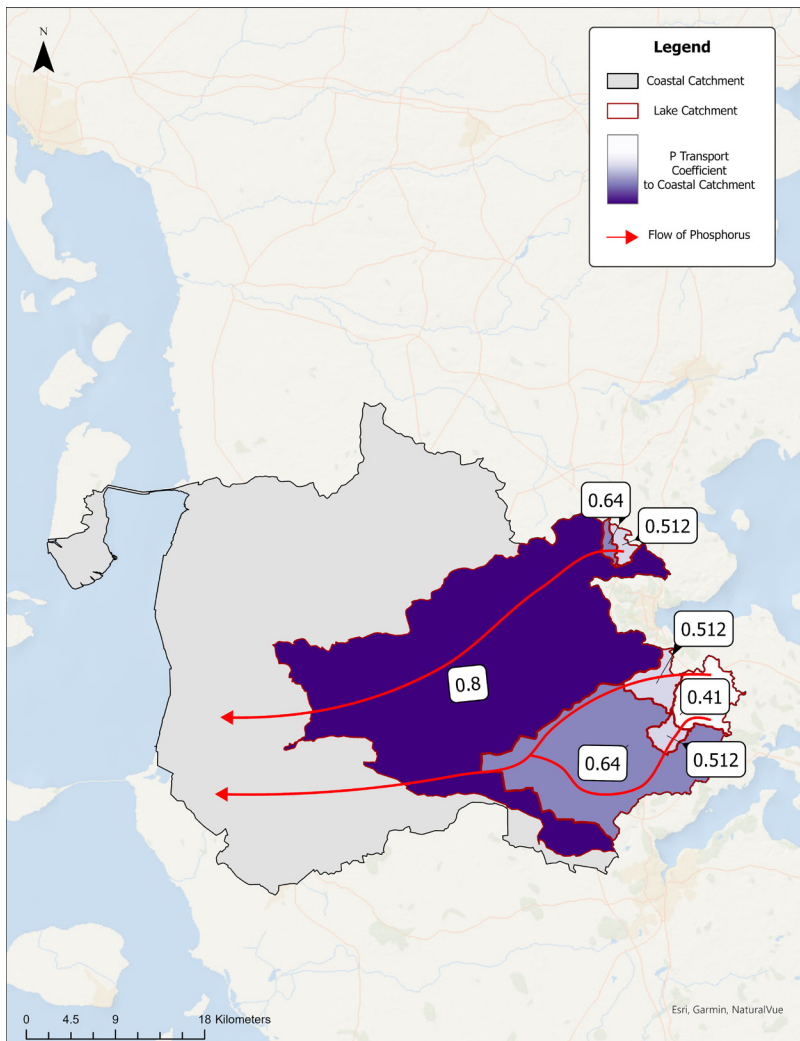 N
Legend
Coastal Catchment
Lake Catchment
P Transport
Coefficient
to Coastal Catchment
Flow of Phosphorus
0.64
0.512
0.512
0.8
0.41
0.64
0.512
0 4.5 9 18 Kilometers
Esri, Garmin, NaturalVue